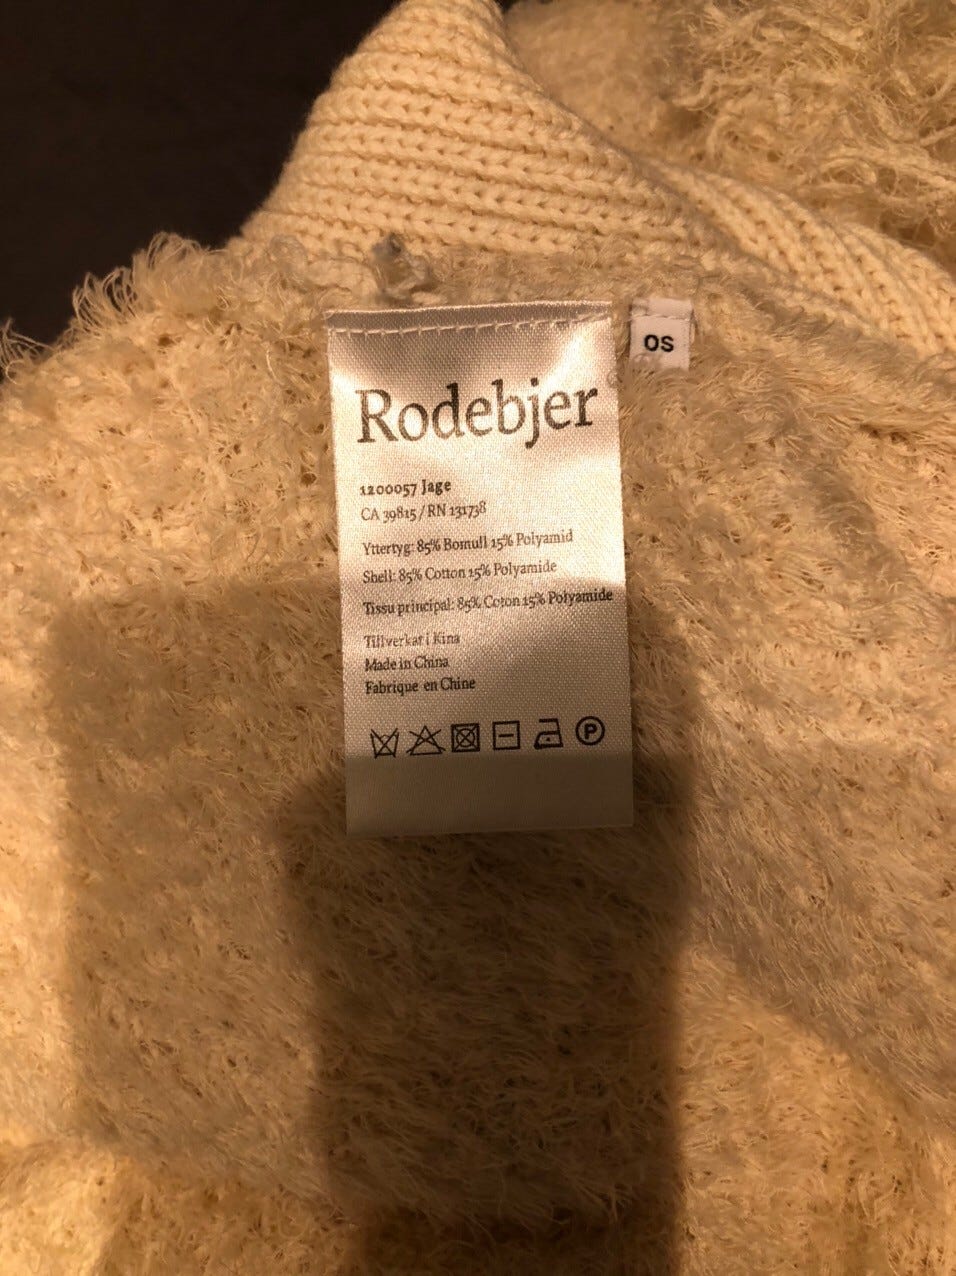 Rodebjer
OS
1200057 Jage
CA 39815 / RN 131738
Yttertyg: 85% Bomull 15% Polyamid
Shell: 85% Cotton 15% Polyamide
Tissu principal: 85% Coton 15% Polyamide
Tillverkat i Kina
Made in China
Fabrique en Chine
P